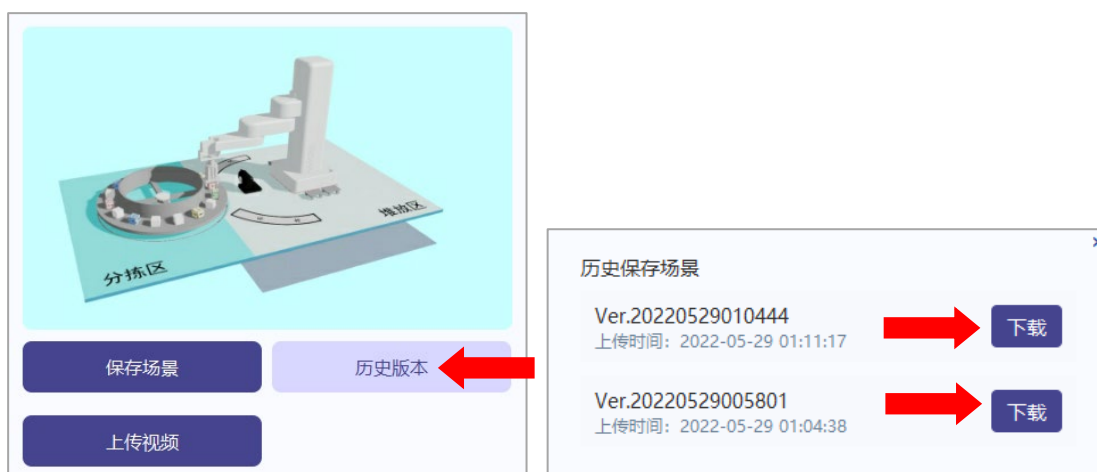 分拣区
堆放区
保存场景
历史版本
上传视频
历史保存场景
Ver.20220529010444
上传时间：2022-05-29 01:11:17
下载
Ver.20220529005801
上传时间：2022-05-29 01:04:38
下载